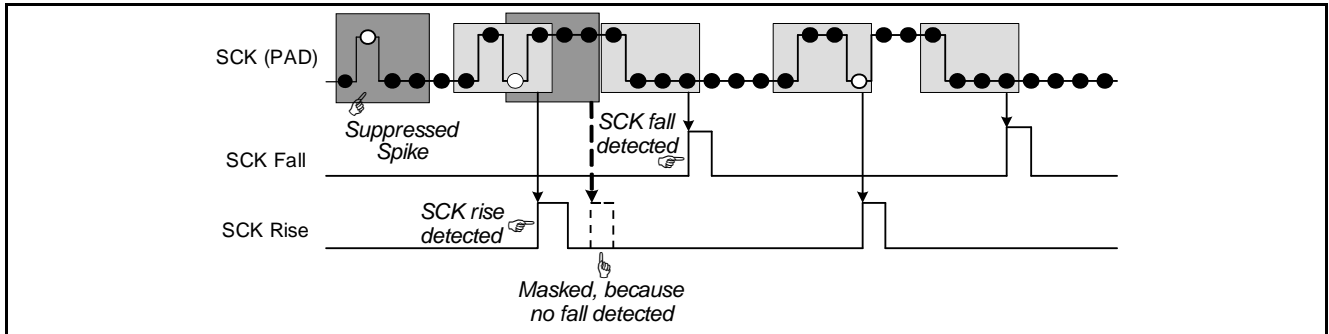 SCK (PAD)
Suppressed
Spike
SCK fall
detected
SCK Fall
SCK rise
detected
SCK Rise
Masked, because
no fall detected